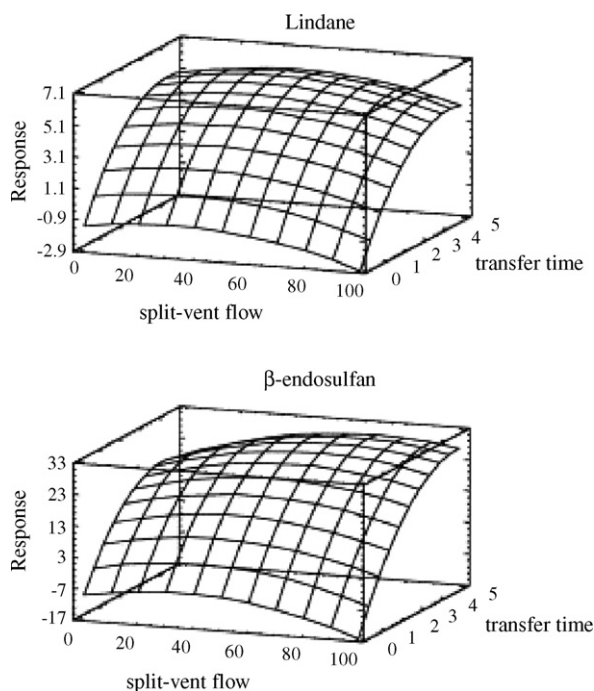 Lindane
7.1
5.1
3.1
1.1
-0.9
-2.9
Response
0 20 40 60 80 100
split-vent flow
0 1 2 3 4 5
transfer time
β-endosulfan
33
23
13
3
-7
-17
Response
0 20 40 60 80 100
split-vent flow
0 1 2 3 4 5
transfer time